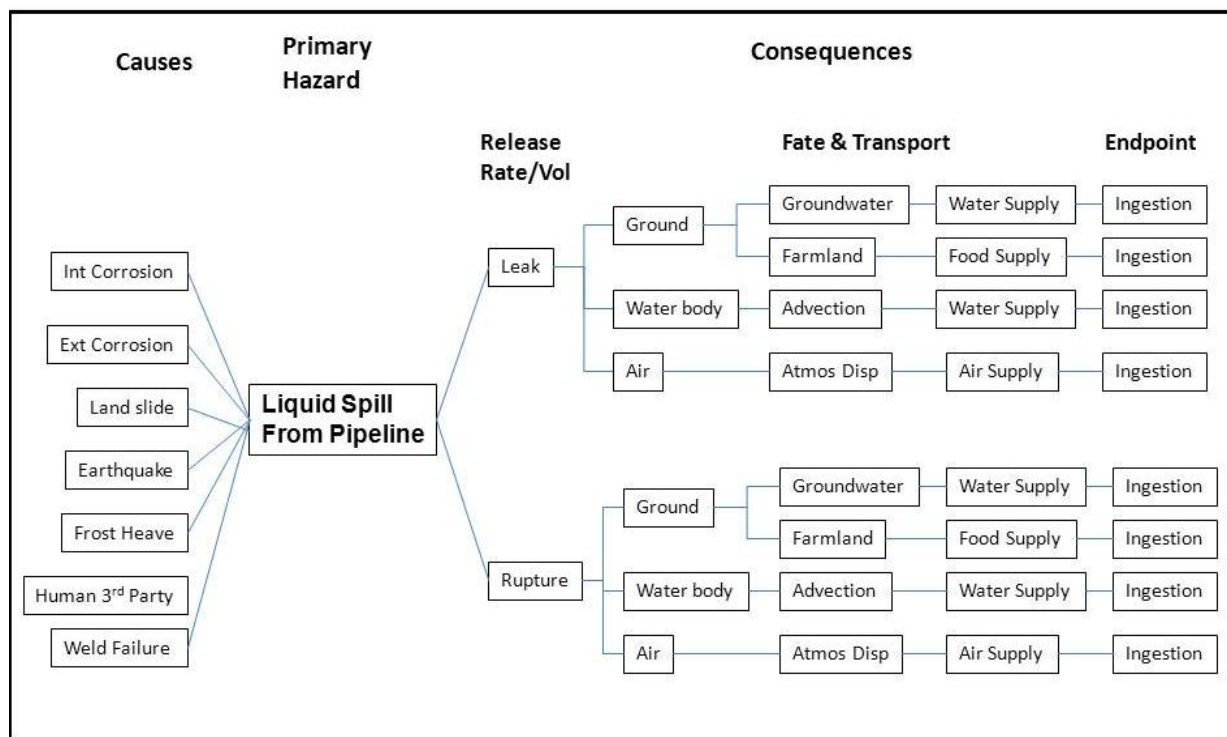 Causes
Primary
Hazard
Consequences
Release
Rate/Vol
Fate & Transport
Endpoint
Int Corrosion
Ext Corrosion
Land slide
Earthquake
Frost Heave
Human 3rd Party
Weld Failure
Liquid Spill
From Pipeline
Leak
Ground
Groundwater
Water Supply
Ingestion
Farmland
Food Supply
Ingestion
Water body
Advection
Water Supply
Ingestion
Air
Atmos Disp
Air Supply
Ingestion
Rupture
Ground
Groundwater
Water Supply
Ingestion
Farmland
Food Supply
Ingestion
Water body
Advection
Water Supply
Ingestion
Air
Atmos Disp
Air Supply
Ingestion